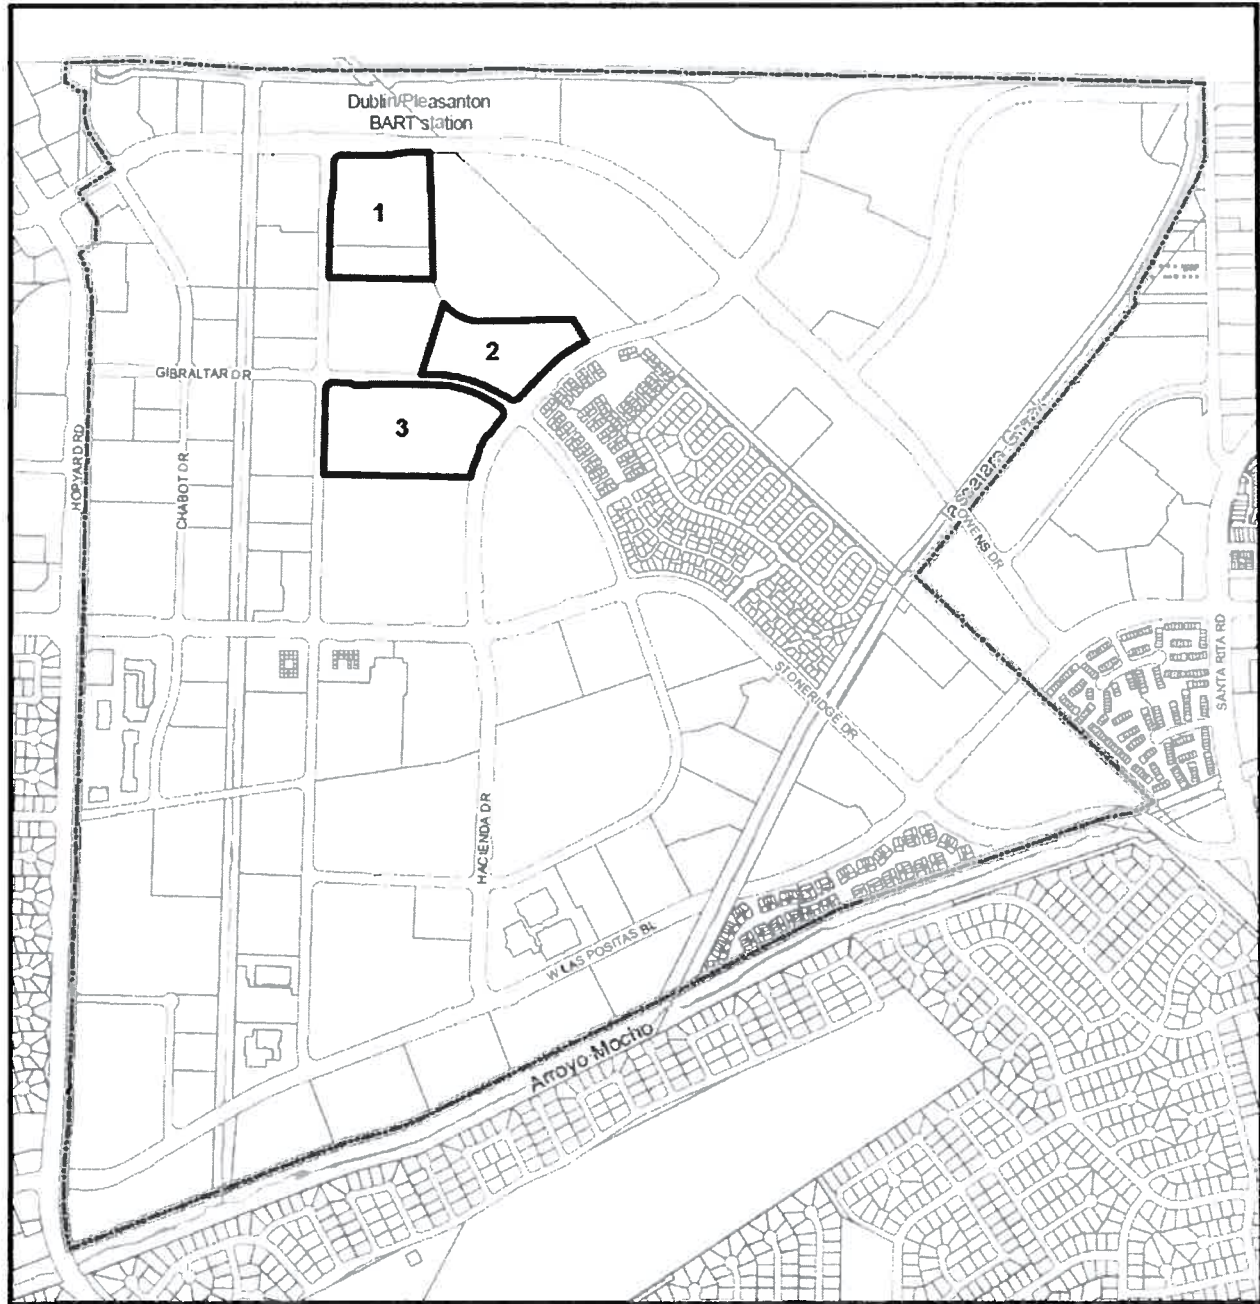 Dublin/Pleasanton
BART station
1
2
3
GIBRALTAR DR
HOPYARD RD
CHABOT DR
OWENS DR
SANTA RITA RD
STONERIDGE DR
HACIENDA DR
W LAS POSITAS BL
Arroyo Mocho